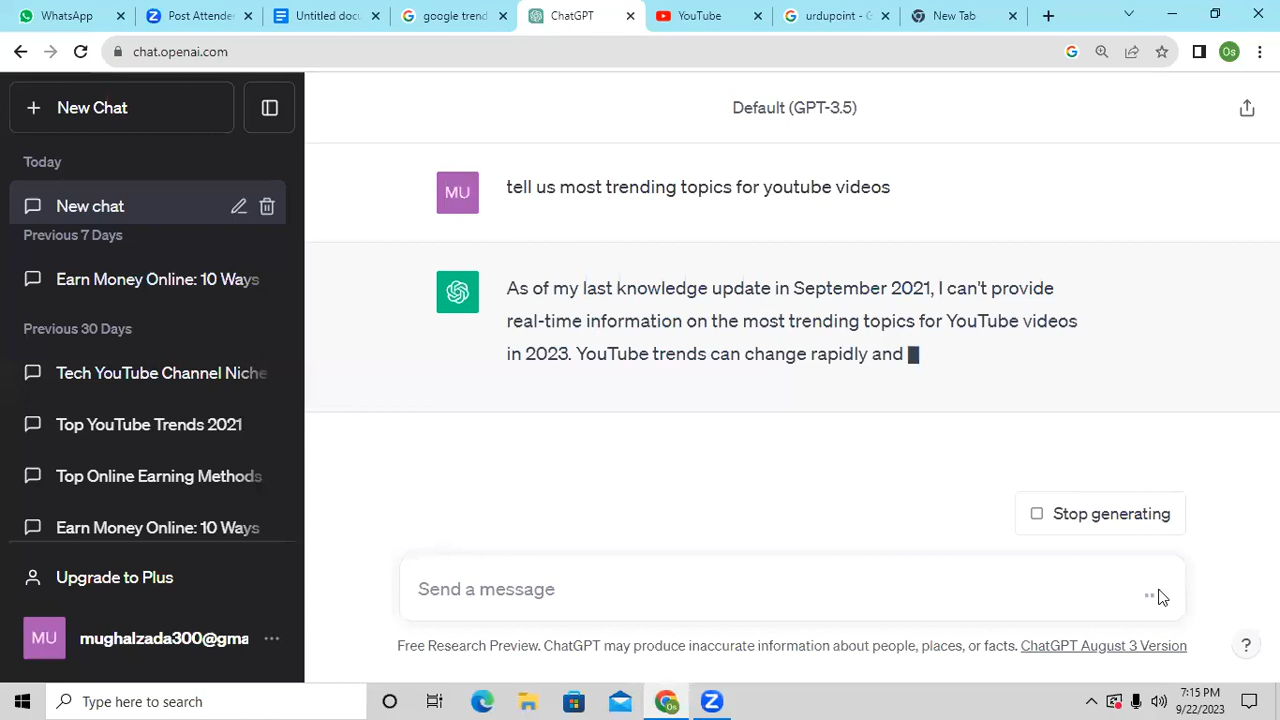 WhatsApp
Post Attende
Untitled docu
google trend
ChatGPT
YouTube
urdupoint - G
New Tab
chat.openai.com
Os
New Chat
Default (GPT-3.5)
Today
New chat
Previous 7 Days
Earn Money Online: 10 Ways
Previous 30 Days
Tech YouTube Channel Niche
Top YouTube Trends 2021
Top Online Earning Methods
Earn Money Online: 10 Ways
Upgrade to Plus
MU
mughalzada300@gma
MU
tell us most trending topics for youtube videos
As of my last knowledge update in September 2021, I can't provide
real-time information on the most trending topics for YouTube videos
in 2023. YouTube trends can change rapidly and
Stop generating
Send a message
Free Research Preview. ChatGPT may produce inaccurate information about people, places, or facts. ChatGPT August 3 Version
?
Type here to search
Os
7:15 PM
9/22/2023